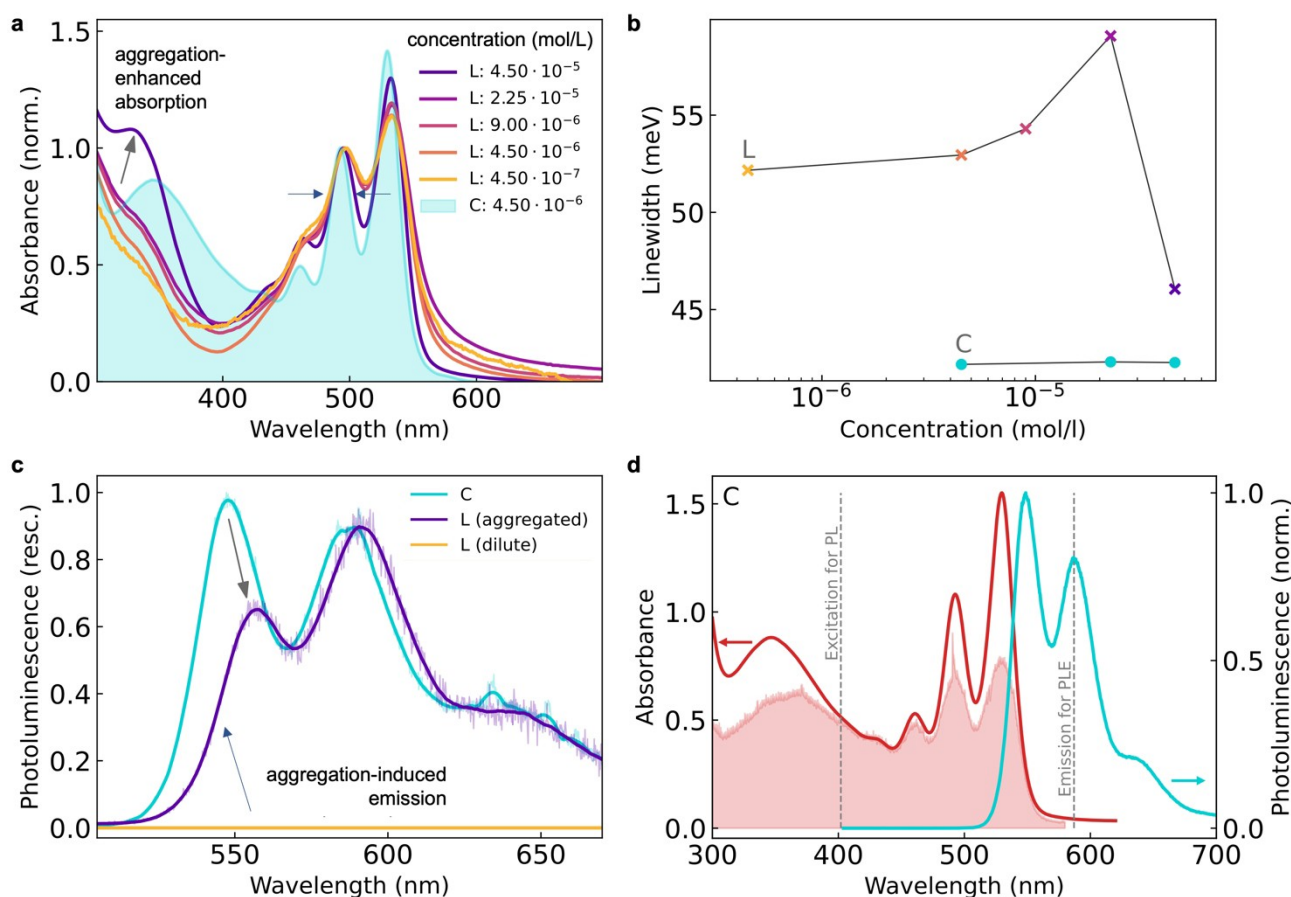 a
1.5
1.0
0.5
0.0
Absorbance (norm.)
aggregation-
enhanced
absorption
concentration (mol/L)
L: 4.50 · 10⁻⁵
L: 2.25 · 10⁻⁵
L: 9.00 · 10⁻⁶
L: 4.50 · 10⁻⁶
L: 4.50 · 10⁻⁷
C: 4.50 · 10⁻⁶
400 500 600
Wavelength (nm)
b
55
50
45
Linewidth (meV)
L
C
10⁻⁶ 10⁻⁵
Concentration (mol/l)
c
1.0
0.8
0.6
0.4
0.2
0.0
Photoluminescence (resc.)
C
L (aggregated)
L (dilute)
aggregation-induced
emission
550 600 650
Wavelength (nm)
d
C
1.5
1.0
0.5
0.0
Absorbance
Excitation for PL
Emission for PLE
1.0
0.5
0.0
Photoluminescence (norm.)
300 400 500 600 700
Wavelength (nm)